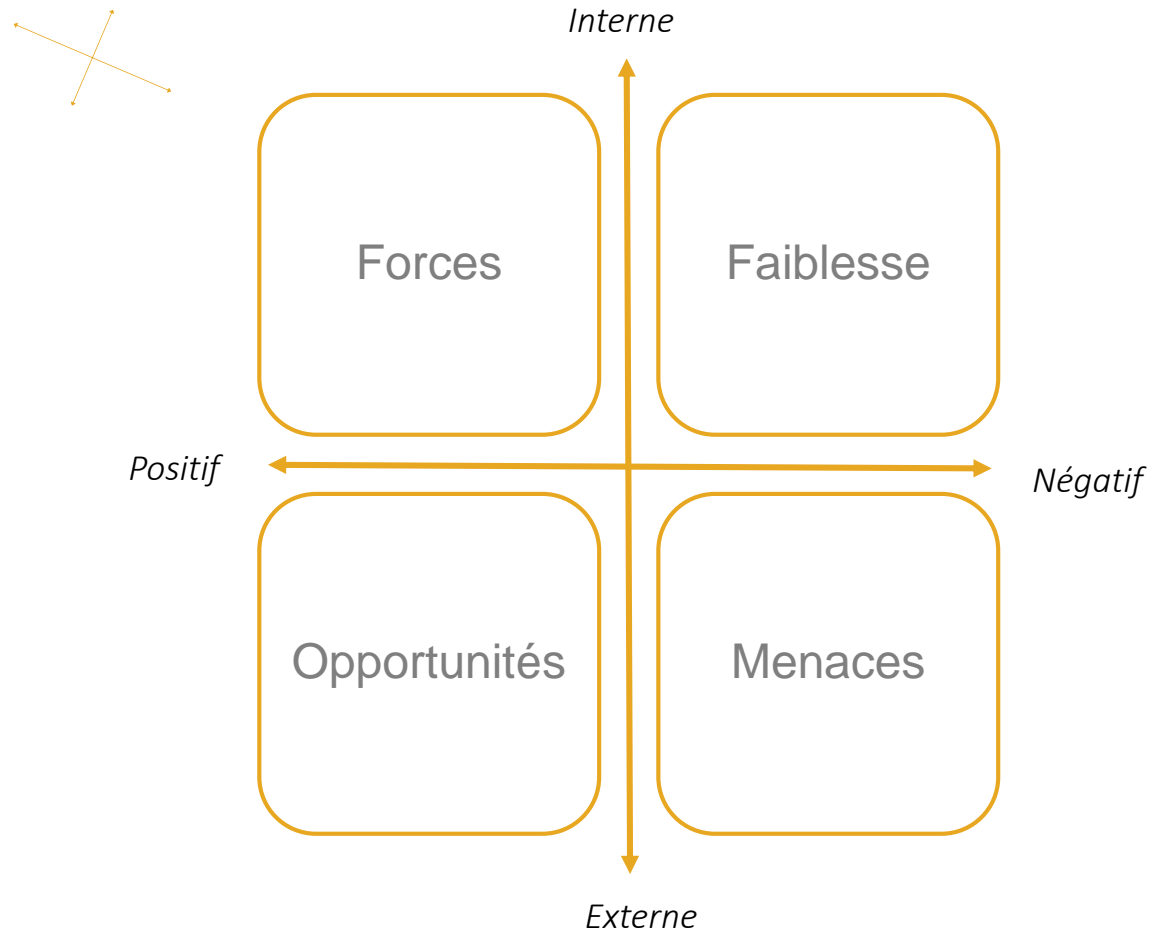 Interne
Forces
Faiblesse
Positif
Négatif
Opportunités
Menaces
Externe